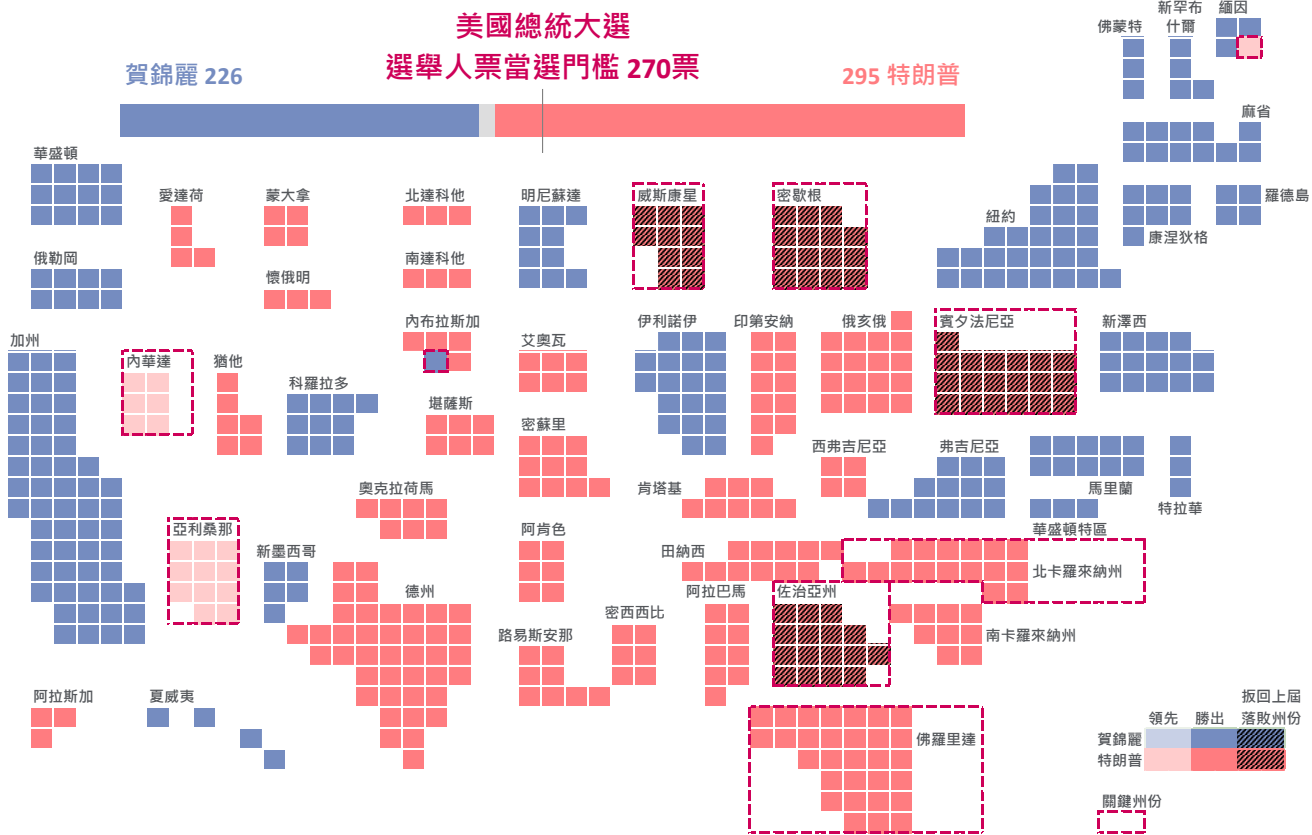 美國總統大選
選舉人票當選門檻 270票
賀錦麗 226
295 特朗普
新罕布
什爾
緬因
佛蒙特
麻省
華盛頓
愛達荷
蒙大拿
北達科他
明尼蘇達
威斯康星
密歇根
紐約
羅德島
康涅狄格
俄勒岡
南達科他
懷俄明
內布拉斯加
伊利諾伊
印第安納
俄亥俄
賓夕法尼亞
新澤西
加州
內華達
猶他
艾奧瓦
科羅拉多
堪薩斯
密蘇里
西弗吉尼亞
弗吉尼亞
馬里蘭
特拉華
奧克拉荷馬
肯塔基
亞利桑那
新墨西哥
阿肯色
田納西
華盛頓特區
北卡羅來納州
德州
密西西比
阿拉巴馬
佐治亞州
路易斯安那
南卡羅來納州
阿拉斯加
夏威夷
佛羅里達
扳回上屆
領先 勝出 落敗州份
賀錦麗
特朗普
關鍵州份